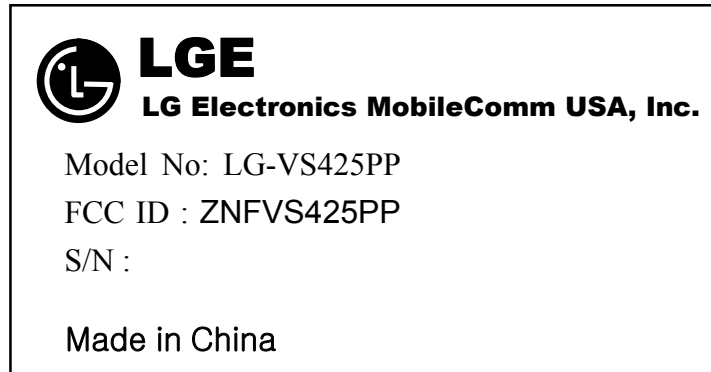 LGE
LG Electronics MobileComm USA, Inc.
Model No: LG-VS425PP
FCC ID : ZNFVS425PP
S/N :
Made in China